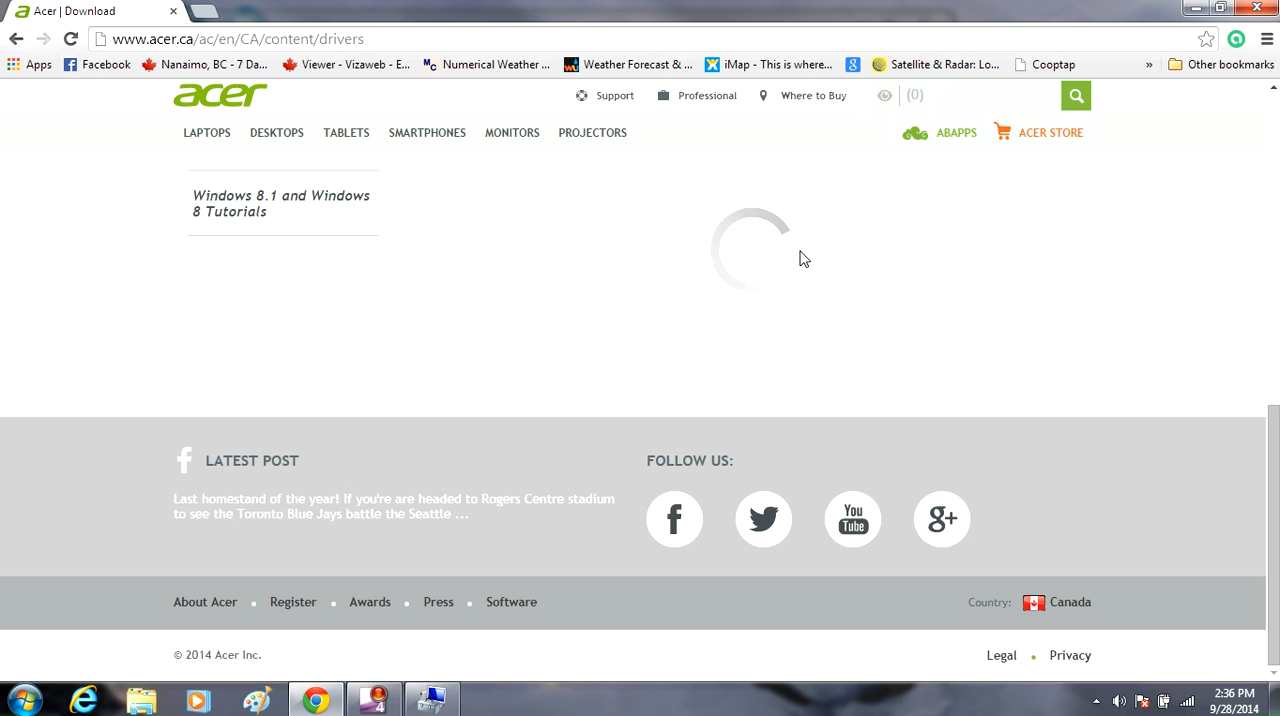 Acer | Download
www.acer.ca/ac/en/CA/content/drivers
Apps Facebook Nanaimo, BC - 7 Da... Viewer - Vizaweb - E... Numerical Weather ... Weather Forecast & ... iMap - This is where... Satellite & Radar: Lo... Cooptap » Other bookmarks
acer Support Professional Where to Buy (0)
LAPTOPS DESKTOPS TABLETS SMARTPHONES MONITORS PROJECTORS ABAPPS ACER STORE
Windows 8.1 and Windows
8 Tutorials
LATEST POST FOLLOW US:
Last homestand of the year! If you're are headed to Rogers Centre stadium
to see the Toronto Blue Jays battle the Seattle ...
You
Tube
g+
About Acer • Register • Awards • Press • Software Country: Canada
© 2014 Acer Inc. Legal • Privacy
4
2:36 PM
9/28/2014